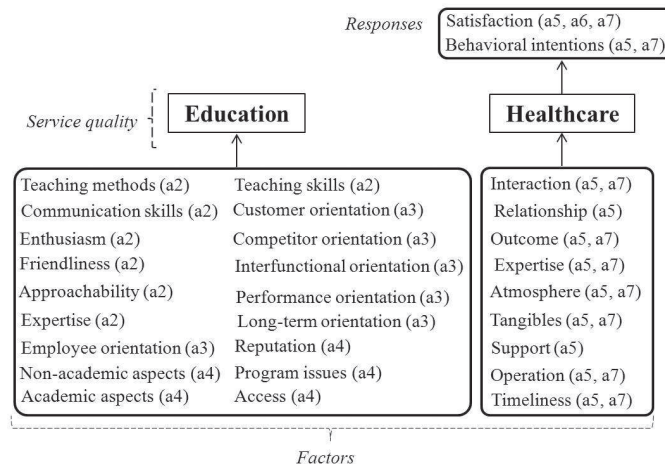 Responses
Satisfaction (a5, a6, a7)
Behavioral intentions (a5, a7)
Service quality
Education
Healthcare
Teaching methods (a2)
Communication skills (a2)
Enthusiasm (a2)
Friendliness (a2)
Approachability (a2)
Expertise (a2)
Employee orientation (a3)
Non-academic aspects (a4)
Academic aspects (a4)
Teaching skills (a2)
Customer orientation (a3)
Competitor orientation (a3)
Interfunctional orientation (a3)
Performance orientation (a3)
Long-term orientation (a3)
Reputation (a4)
Program issues (a4)
Access (a4)
Interaction (a5, a7)
Relationship (a5)
Outcome (a5, a7)
Expertise (a5, a7)
Atmosphere (a5, a7)
Tangibles (a5, a7)
Support (a5)
Operation (a5, a7)
Timeliness (a5, a7)
Factors